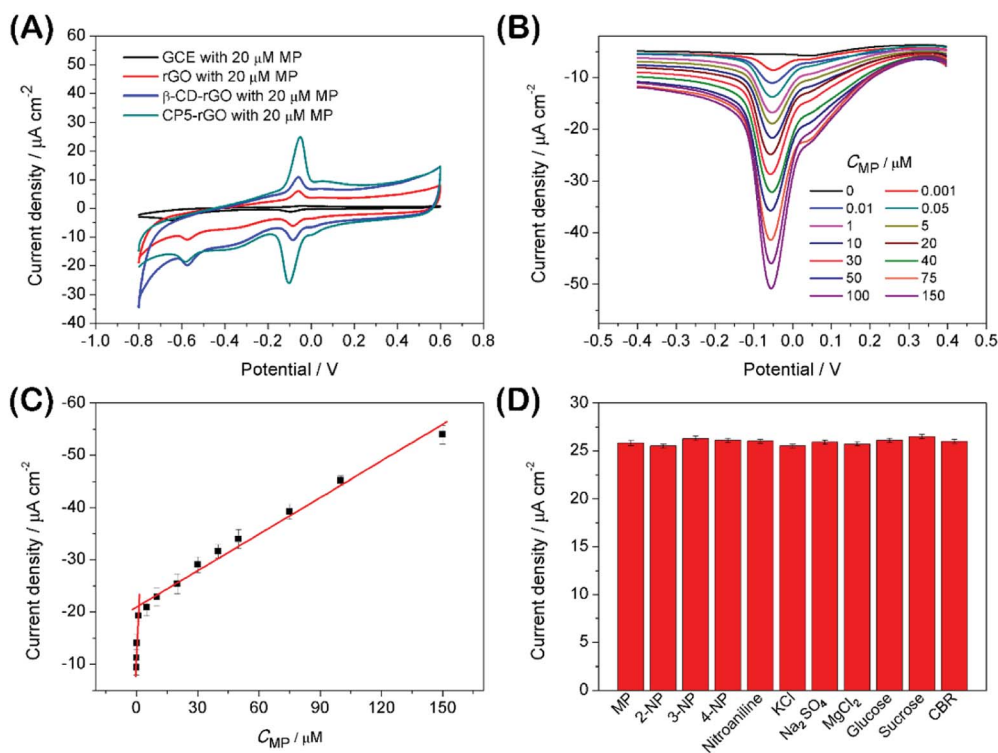 (A)
60
50
40
30
20
10
0
-10
-20
-30
-40
Current density / μA cm⁻²
GCE with 20 μM MP
rGO with 20 μM MP
β-CD-rGO with 20 μM MP
CP5-rGO with 20 μM MP
-1.0 -0.8 -0.6 -0.4 -0.2 0.0 0.2 0.4 0.6 0.8
Potential / V
(B)
-10
-20
-30
-40
-50
Current density / μA cm⁻²
C_MP / μM
0 0.001
0.01 0.05
1 5
10 20
30 40
50 75
100 150
-0.5 -0.4 -0.3 -0.2 -0.1 0.0 0.1 0.2 0.3 0.4 0.5
Potential / V
(C)
-60
-50
-40
-30
-20
-10
Current density / μA cm⁻²
0 30 60 90 120 150
C_MP / μM
(D)
30
25
20
15
10
5
0
Current density / μA cm⁻²
MP
2-NP
3-NP
4-NP
Nitroaniline
KCl
Na₂SO₄
MgCl₂
Glucose
Sucrose
CBR